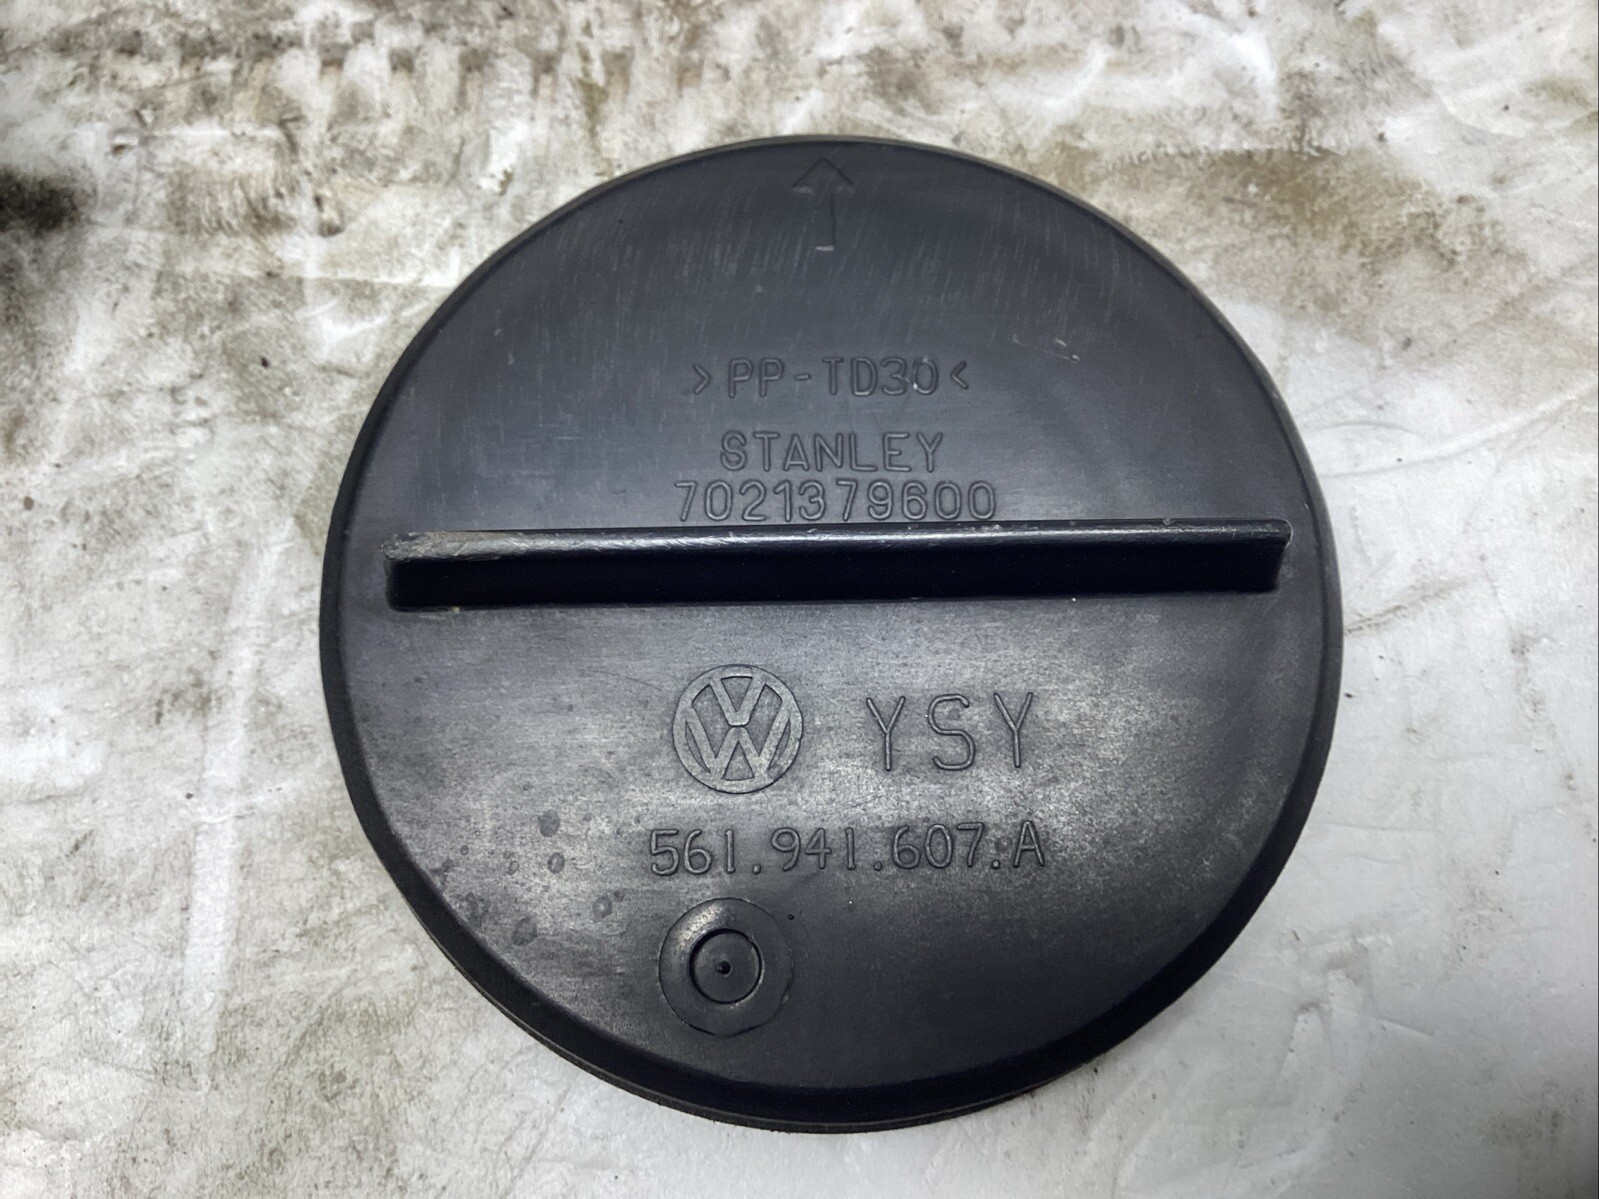 >PP-TD30<
STANLEY
7021379600
YSY
561.941.607.A